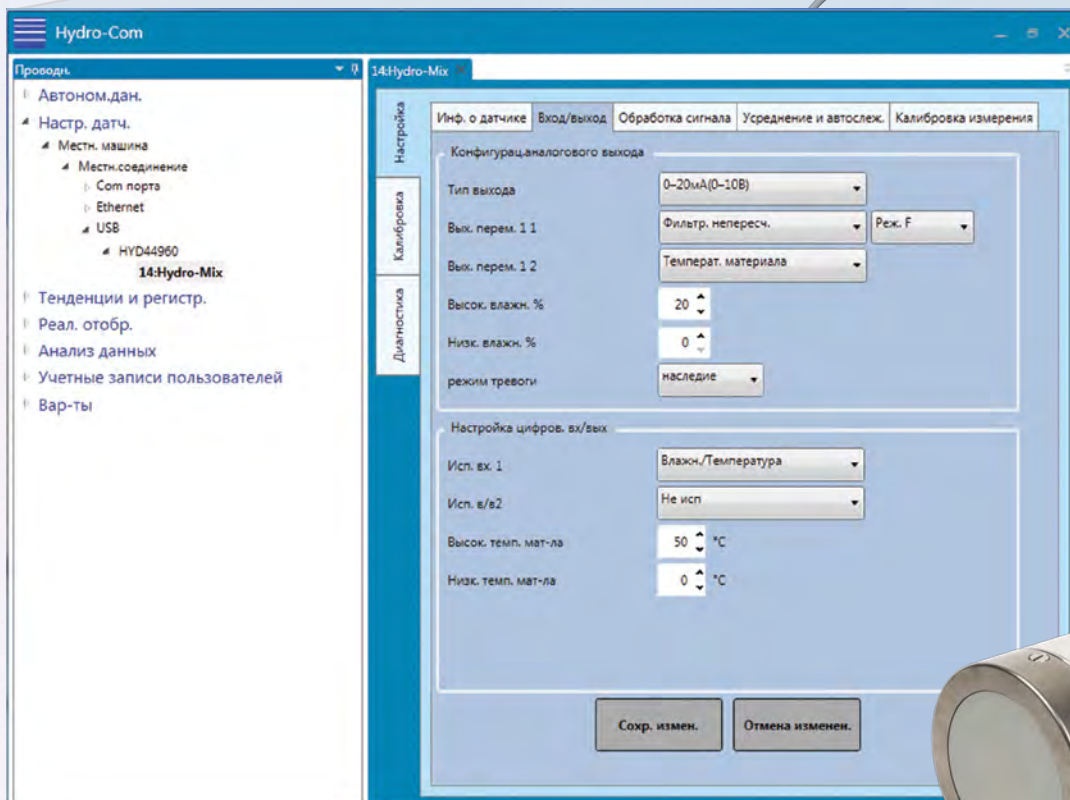 Hydro-Com
Проводн.
Автоном.дан.
Настр. датч.
Местн. машина
Местн.соединение
Com порта
Ethernet
USB
HYD44960
14:Hydro-Mix
Тенденции и регистр.
Реал. отобр.
Анализ данных
Учетные записи пользователей
Вар-ты
14:Hydro-Mix
Настройка
Калибровка
Диагностика
Инф. о датчике Вход/выход Обработка сигнала Усреднение и автослеж. Калибровка измерения
Конфигурац.аналогового выхода
Тип выхода 0–20мА(0–10В)
Вых. перем. 1 1 Фильтр. непересч. Реж. F
Вых. перем. 1 2 Температ. материала
Высок. влажн. % 20
Низк. влажн. % 0
режим тревоги наследие
Настройка цифров. вх/вых
Исп. вх. 1 Влажн./Температура
Исп. в/в2 Не исп
Высок. темп. мат-ла 50 °C
Низк. темп. мат-ла 0 °C
Сохр. измен. Отмена изменен.